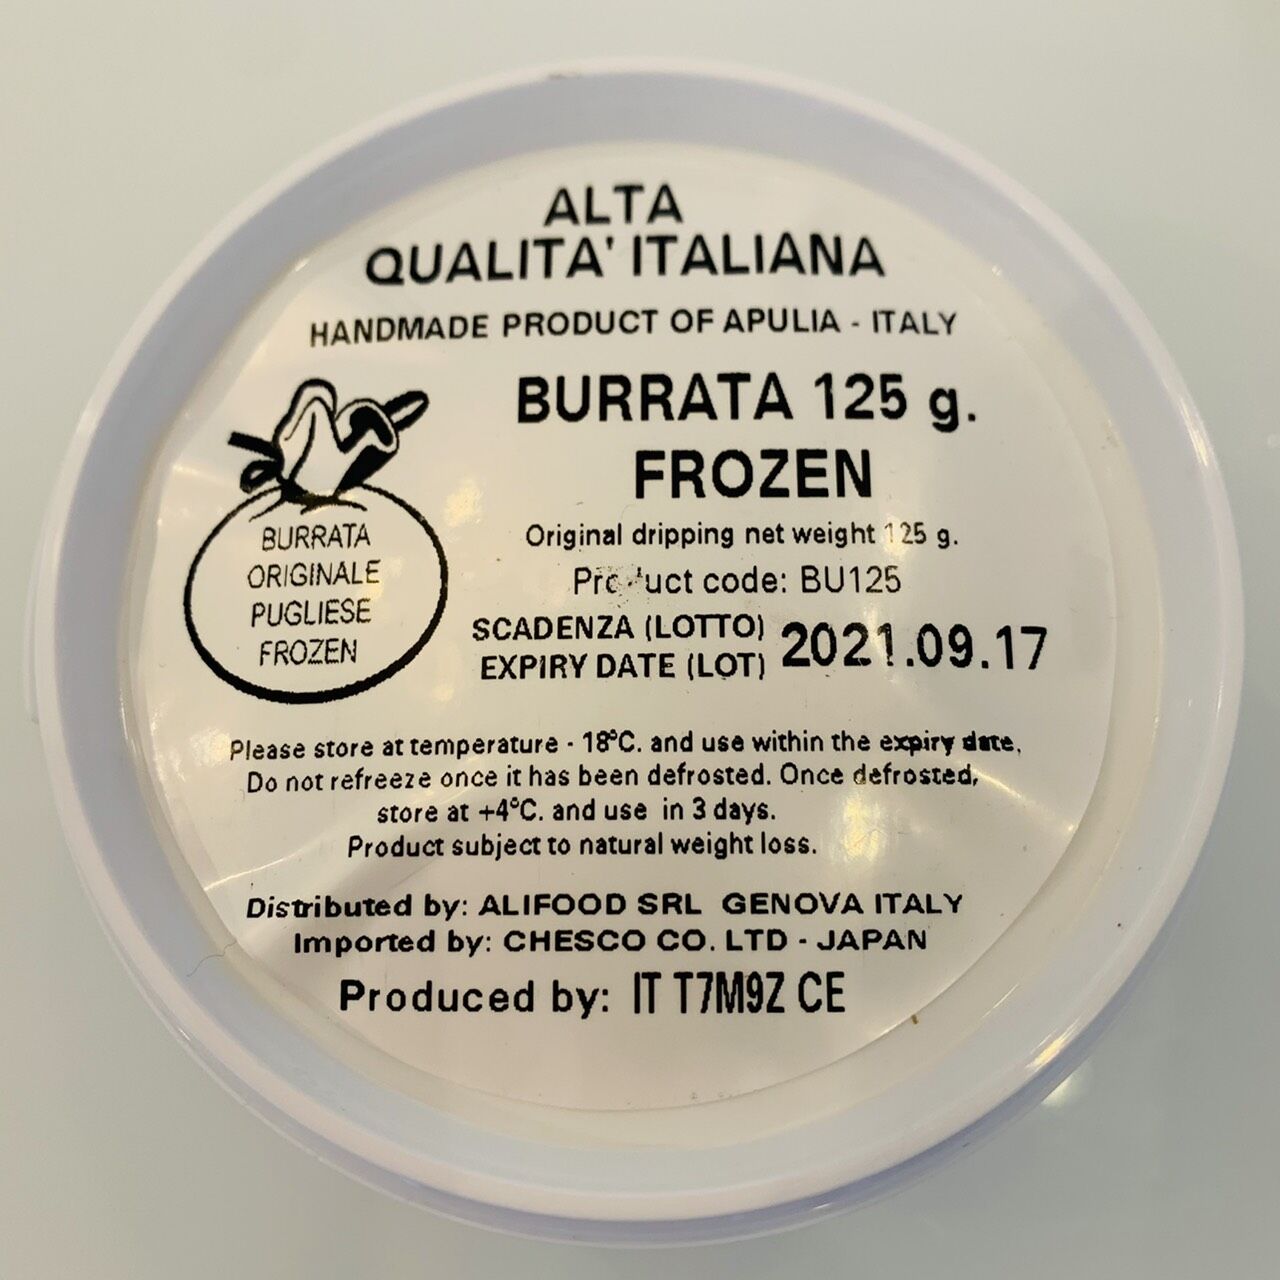 ALTA
QUALITA' ITALIANA
HANDMADE PRODUCT OF APULIA - ITALY
BURRATA 125 g.
FROZEN
BURRATA
ORIGINALE
PUGLIESE
FROZEN
Original dripping net weight 125 g.
Product code: BU125
SCADENZA (LOTTO)
EXPIRY DATE (LOT)
2021.09.17
Please store at temperature - 18°C. and use within the expiry date.
Do not refreeze once it has been defrosted. Once defrosted,
store at +4°C. and use in 3 days.
Product subject to natural weight loss.
Distributed by: ALIFOOD SRL GENOVA ITALY
Imported by: CHESCO CO. LTD - JAPAN
Produced by: IT T7M9Z CE